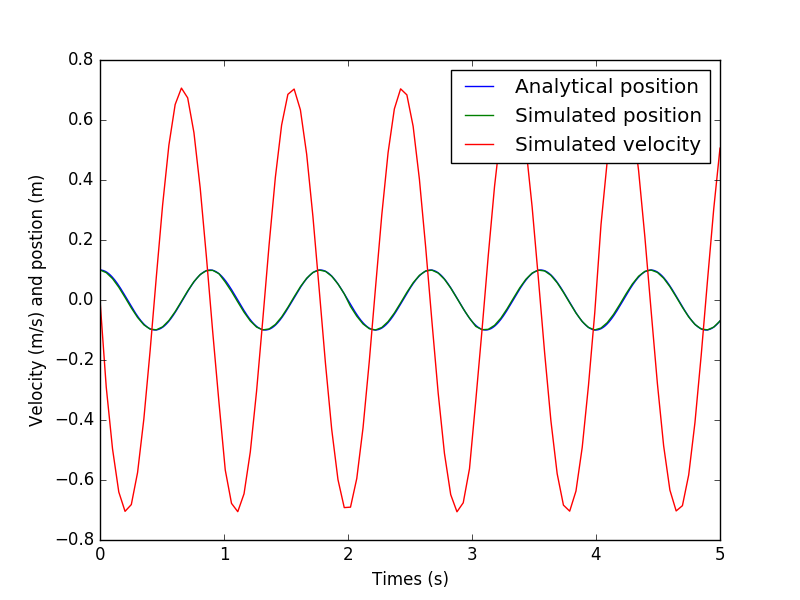 0.8
0.6
0.4
0.2
0.0
−0.2
−0.4
−0.6
−0.8
Velocity (m/s) and postion (m)
Analytical position
Simulated position
Simulated velocity
0 1 2 3 4 5
Times (s)